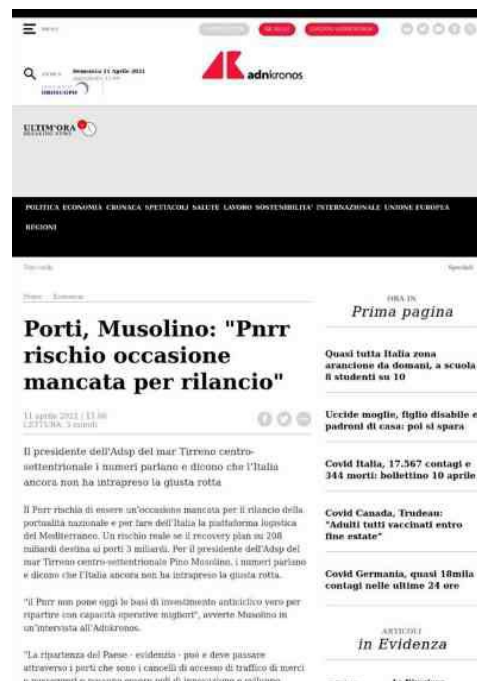 MENU
CERCA
Domenica 11 Aprile 2021
OROSCOPO
adnkronos
ULTIM'ORA
BREAKING NEWS
POLITICA ECONOMIA CRONACA SPETTACOLI SALUTE LAVORO SOSTENIBILITA' INTERNAZIONALE UNIONE EUROPEA
REGIONI
Speciali
Home Economia
Porti, Musolino: "Pnrr
rischio occasione
mancata per rilancio"
11 aprile 2021 | 13.06
LETTURA: 3 minuti
Il presidente dell'Adsp del mar Tirreno centro-
settentrionale i numeri parlano e dicono che l'Italia
ancora non ha intrapreso la giusta rotta
Il Pnrr rischia di essere un'occasione mancata per il rilancio della
portualità nazionale e per fare dell'Italia la piattaforma logistica
del Mediterraneo. Un rischio reale se il recovery plan su 208
miliardi destina ai porti 3 miliardi. Per il presidente dell'Adsp del
mar Tirreno centro-settentrionale Pino Musolino, i numeri parlano
e dicono che l'Italia ancora non ha intrapreso la giusta rotta.
"il Pnrr non pone oggi le basi di investimento anticiclico vero per
ripartire con capacità operative migliori", avverte Musolino in
un'intervista all'Adnkronos.
"La ripartenza del Paese - evidenzia - può e deve passare
attraverso i porti che sono i cancelli di accesso di traffico di merci
ORA IN
Prima pagina
Quasi tutta Italia zona
arancione da domani, a scuola
8 studenti su 10
Uccide moglie, figlio disabile e
padroni di casa: poi si spara
Covid Italia, 17.567 contagi e
344 morti: bollettino 10 aprile
Covid Canada, Trudeau:
"Adulti tutti vaccinati entro
fine estate"
Covid Germania, quasi 18mila
contagi nelle ultime 24 ore
ARTICOLI
in Evidenza